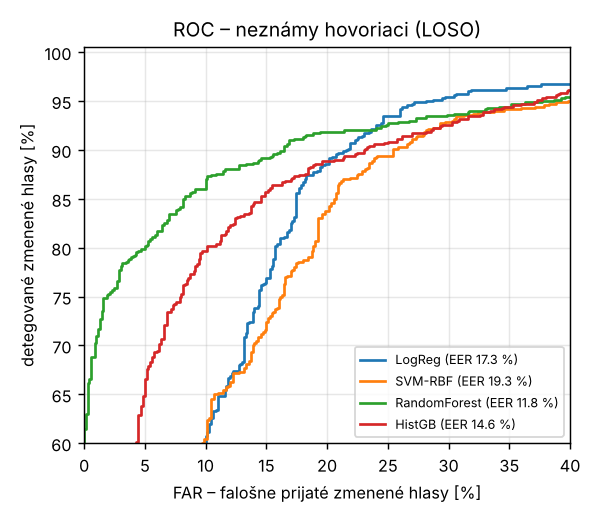 ROC – neznámy hovoriaci (LOSO)
detegované zmenené hlasy [%]
100
95
90
85
80
75
70
65
60
0 5 10 15 20 25 30 35 40
FAR – falošne prijaté zmenené hlasy [%]
LogReg (EER 17.3 %)
SVM-RBF (EER 19.3 %)
RandomForest (EER 11.8 %)
HistGB (EER 14.6 %)